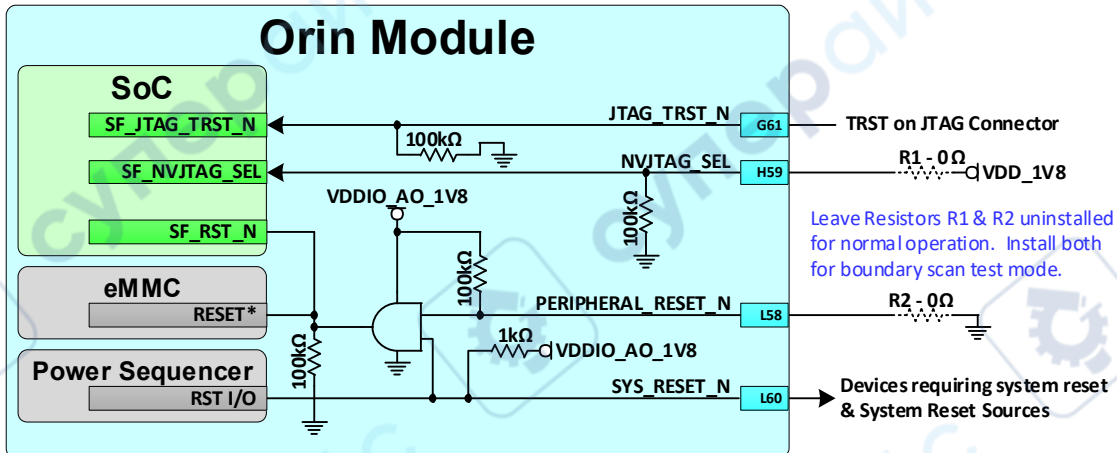 Orin Module
SoC
SF_JTAG_TRST_N
JTAG_TRST_N
G61
TRST on JTAG Connector
100kΩ
SF_NVJTAG_SEL
NVJTAG_SEL
H59
R1 - 0Ω
VDD_1V8
VDDIO_AO_1V8
100kΩ
SF_RST_N
Leave Resistors R1 & R2 uninstalled
for normal operation. Install both
for boundary scan test mode.
100kΩ
eMMC
RESET*
PERIPHERAL_RESET_N
L58
R2 - 0Ω
100kΩ
1kΩ
VDDIO_AO_1V8
Power Sequencer
RST I/O
SYS_RESET_N
L60
Devices requiring system reset
& System Reset Sources
супорайс